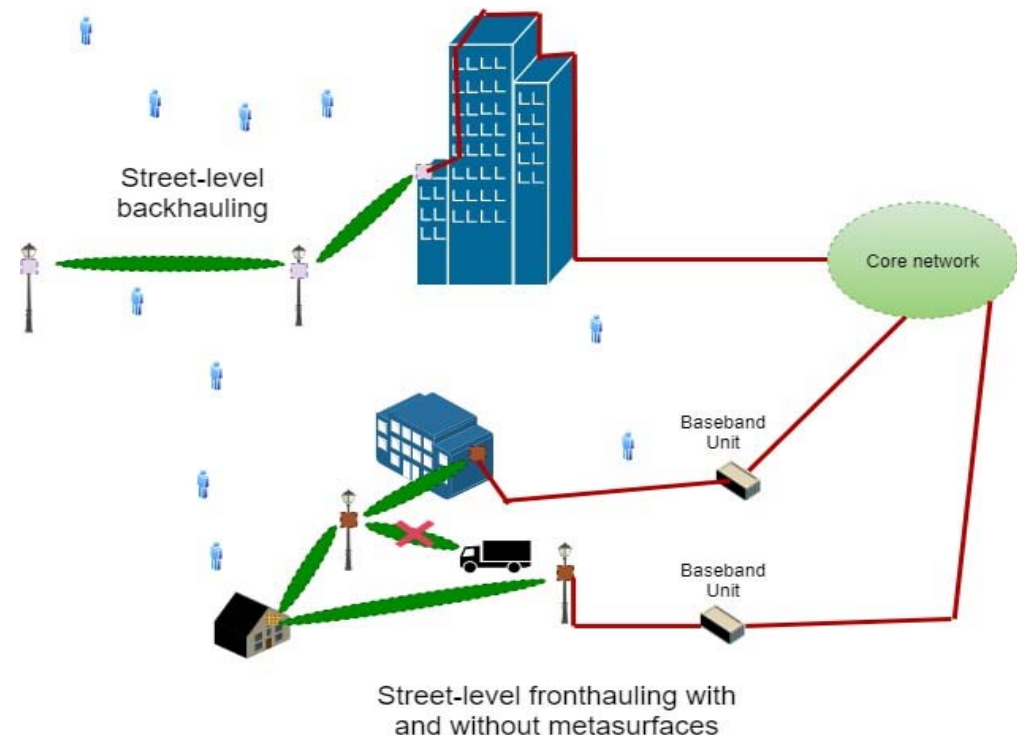 Street-level
backhauling
Core network
Baseband
Unit
Baseband
Unit
Street-level fronthauling with
and without metasurfaces